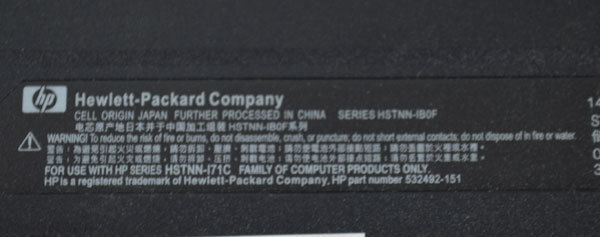 hp Hewlett-Packard Company
CELL ORIGIN JAPAN FURTHER PROCESSED IN CHINA SERIES HSTNN-IB0F
电芯原产地日本并于中国加工组装 HSTNN-IB0F系列
WARNING! To reduce the risk of fire or burns, do not disassemble, crush, or puncture; do not short external contacts; do not dispose of in fire or water.
FOR USE WITH HP SERIES HSTNN-I71C FAMILY OF COMPUTER PRODUCTS ONLY.
HP is a registered trademark of Hewlett-Packard Company. HP part number 532492-151